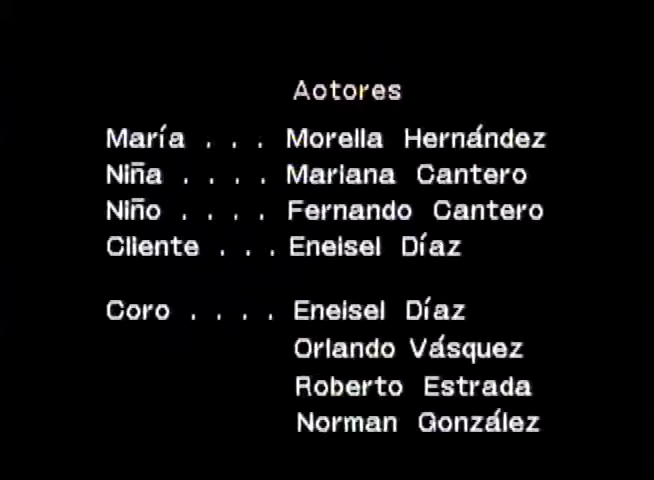 Actores
María . . . Morella Hernández
Niña . . . . Mariana Cantero
Niño . . . . Fernando Cantero
Cliente . . . Eneisel Díaz
Coro . . . . Eneisel Díaz
Orlando Vásquez
Roberto Estrada
Norman González